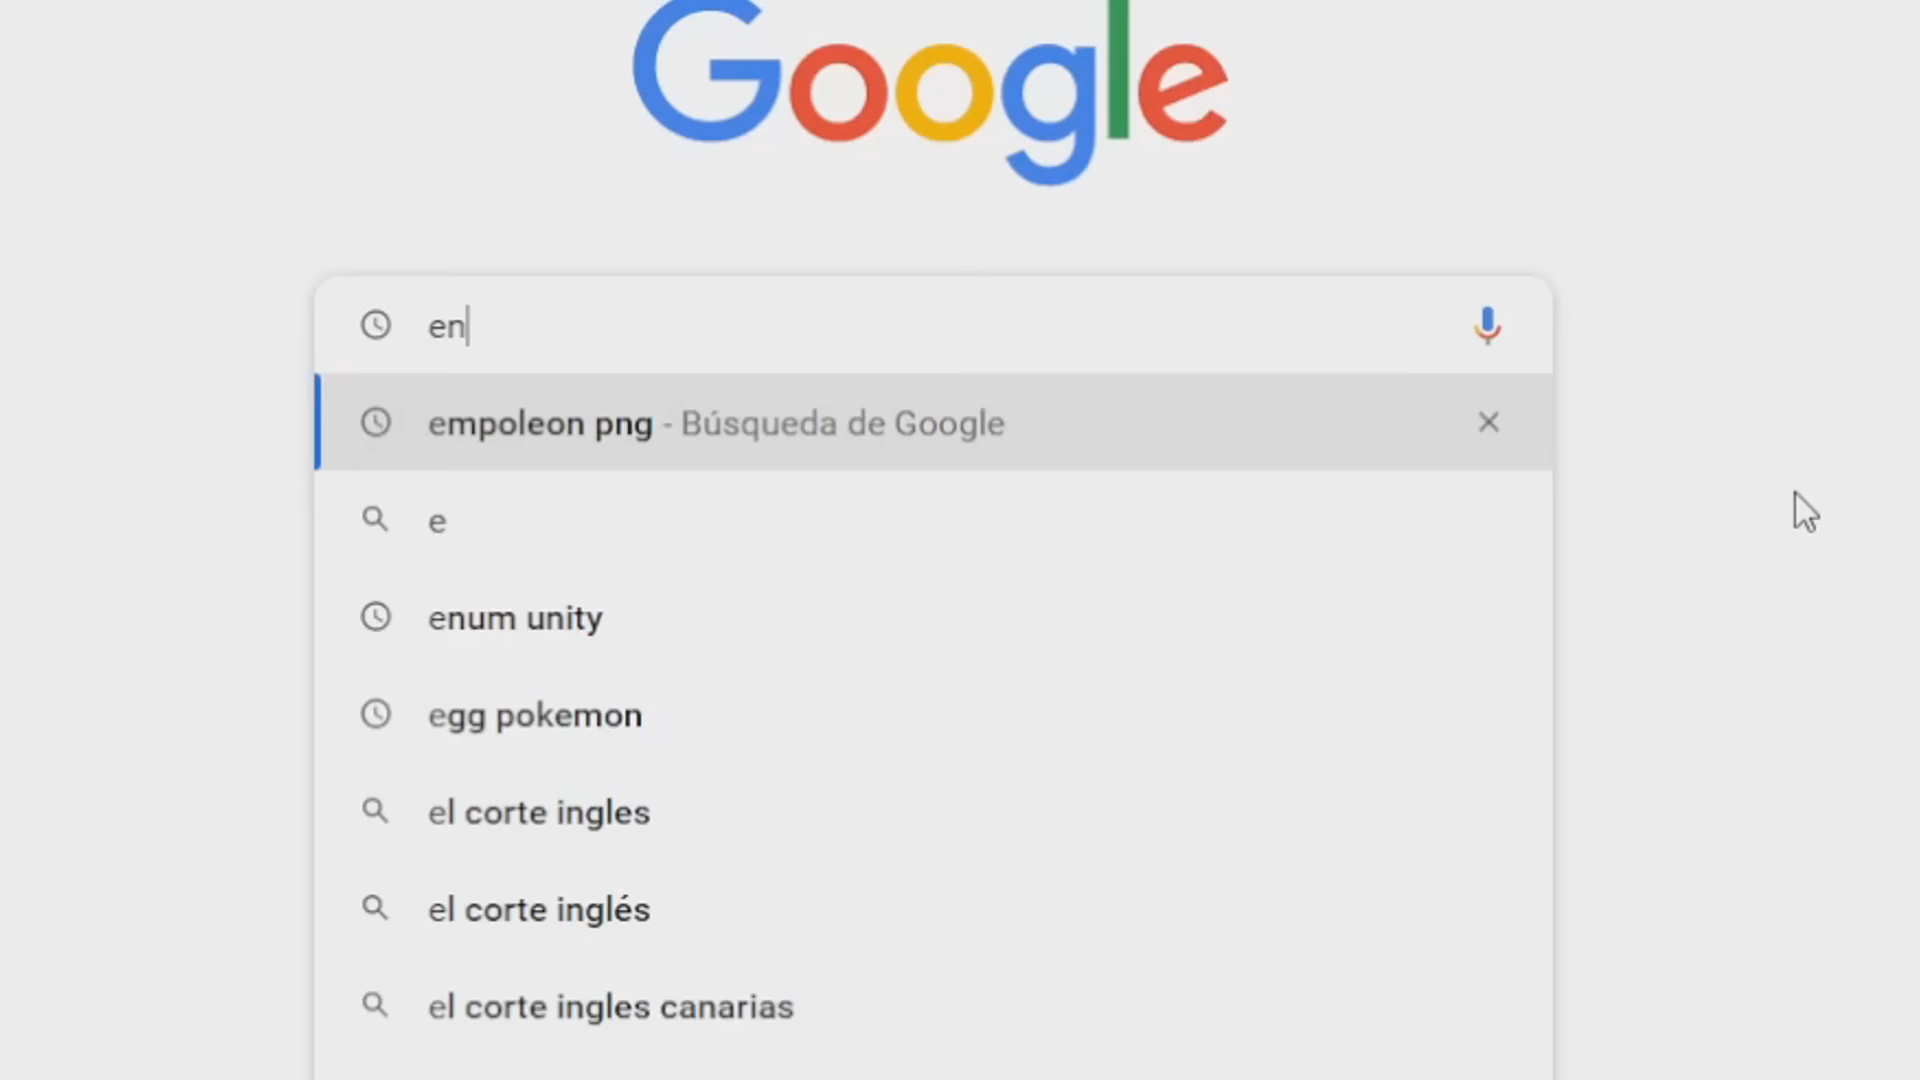 Google
en
empoleon png - Búsqueda de Google
e
enum unity
egg pokemon
el corte ingles
el corte inglés
el corte ingles canarias